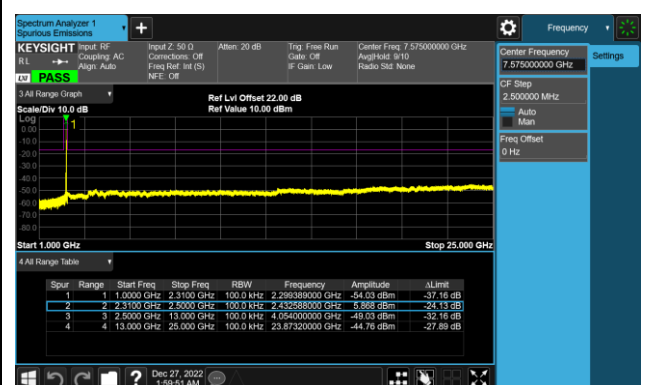 Spectrum Analyzer 1
Spurious Emissions
Frequency
KEYSIGHT Input: RF Input Z: 50 Ω Atten: 20 dB Trig: Free Run Center Freq: 7.575000000 GHz
RL Coupling: AC Corrections: Off Gate: Off Avg|Hold: 9/10
Align: Auto Freq Ref: Int (S) IF Gain: Low Radio Std: None
LXI PASS NFE: Off
Center Frequency
7.575000000 GHz
Settings
CF Step
2.500000 MHz
Auto
Man
Freq Offset
0 Hz
3 All Range Graph
Ref Lvl Offset 22.00 dB
Scale/Div 10.0 dB Ref Value 10.00 dBm
Log
1
0.00
-10.0
-20.0
-30.0
-40.0
-50.0
-60.0
-70.0
-80.0
Start 1.000 GHz Stop 25.000 GHz
4 All Range Table
Spur Range Start Freq Stop Freq RBW Frequency Amplitude ΔLimit
1 1 1.0000 GHz 2.3100 GHz 100.0 kHz 2.299389000 GHz -54.03 dBm -37.16 dB
2 2 2.3100 GHz 2.5000 GHz 100.0 kHz 2.432588000 GHz 5.868 dBm -24.13 dB
3 3 2.5000 GHz 13.000 GHz 100.0 kHz 4.054000000 GHz -49.03 dBm -32.16 dB
4 4 13.000 GHz 25.000 GHz 100.0 kHz 23.87320000 GHz -44.76 dBm -27.89 dB
Dec 27, 2022
1:59:51 AM